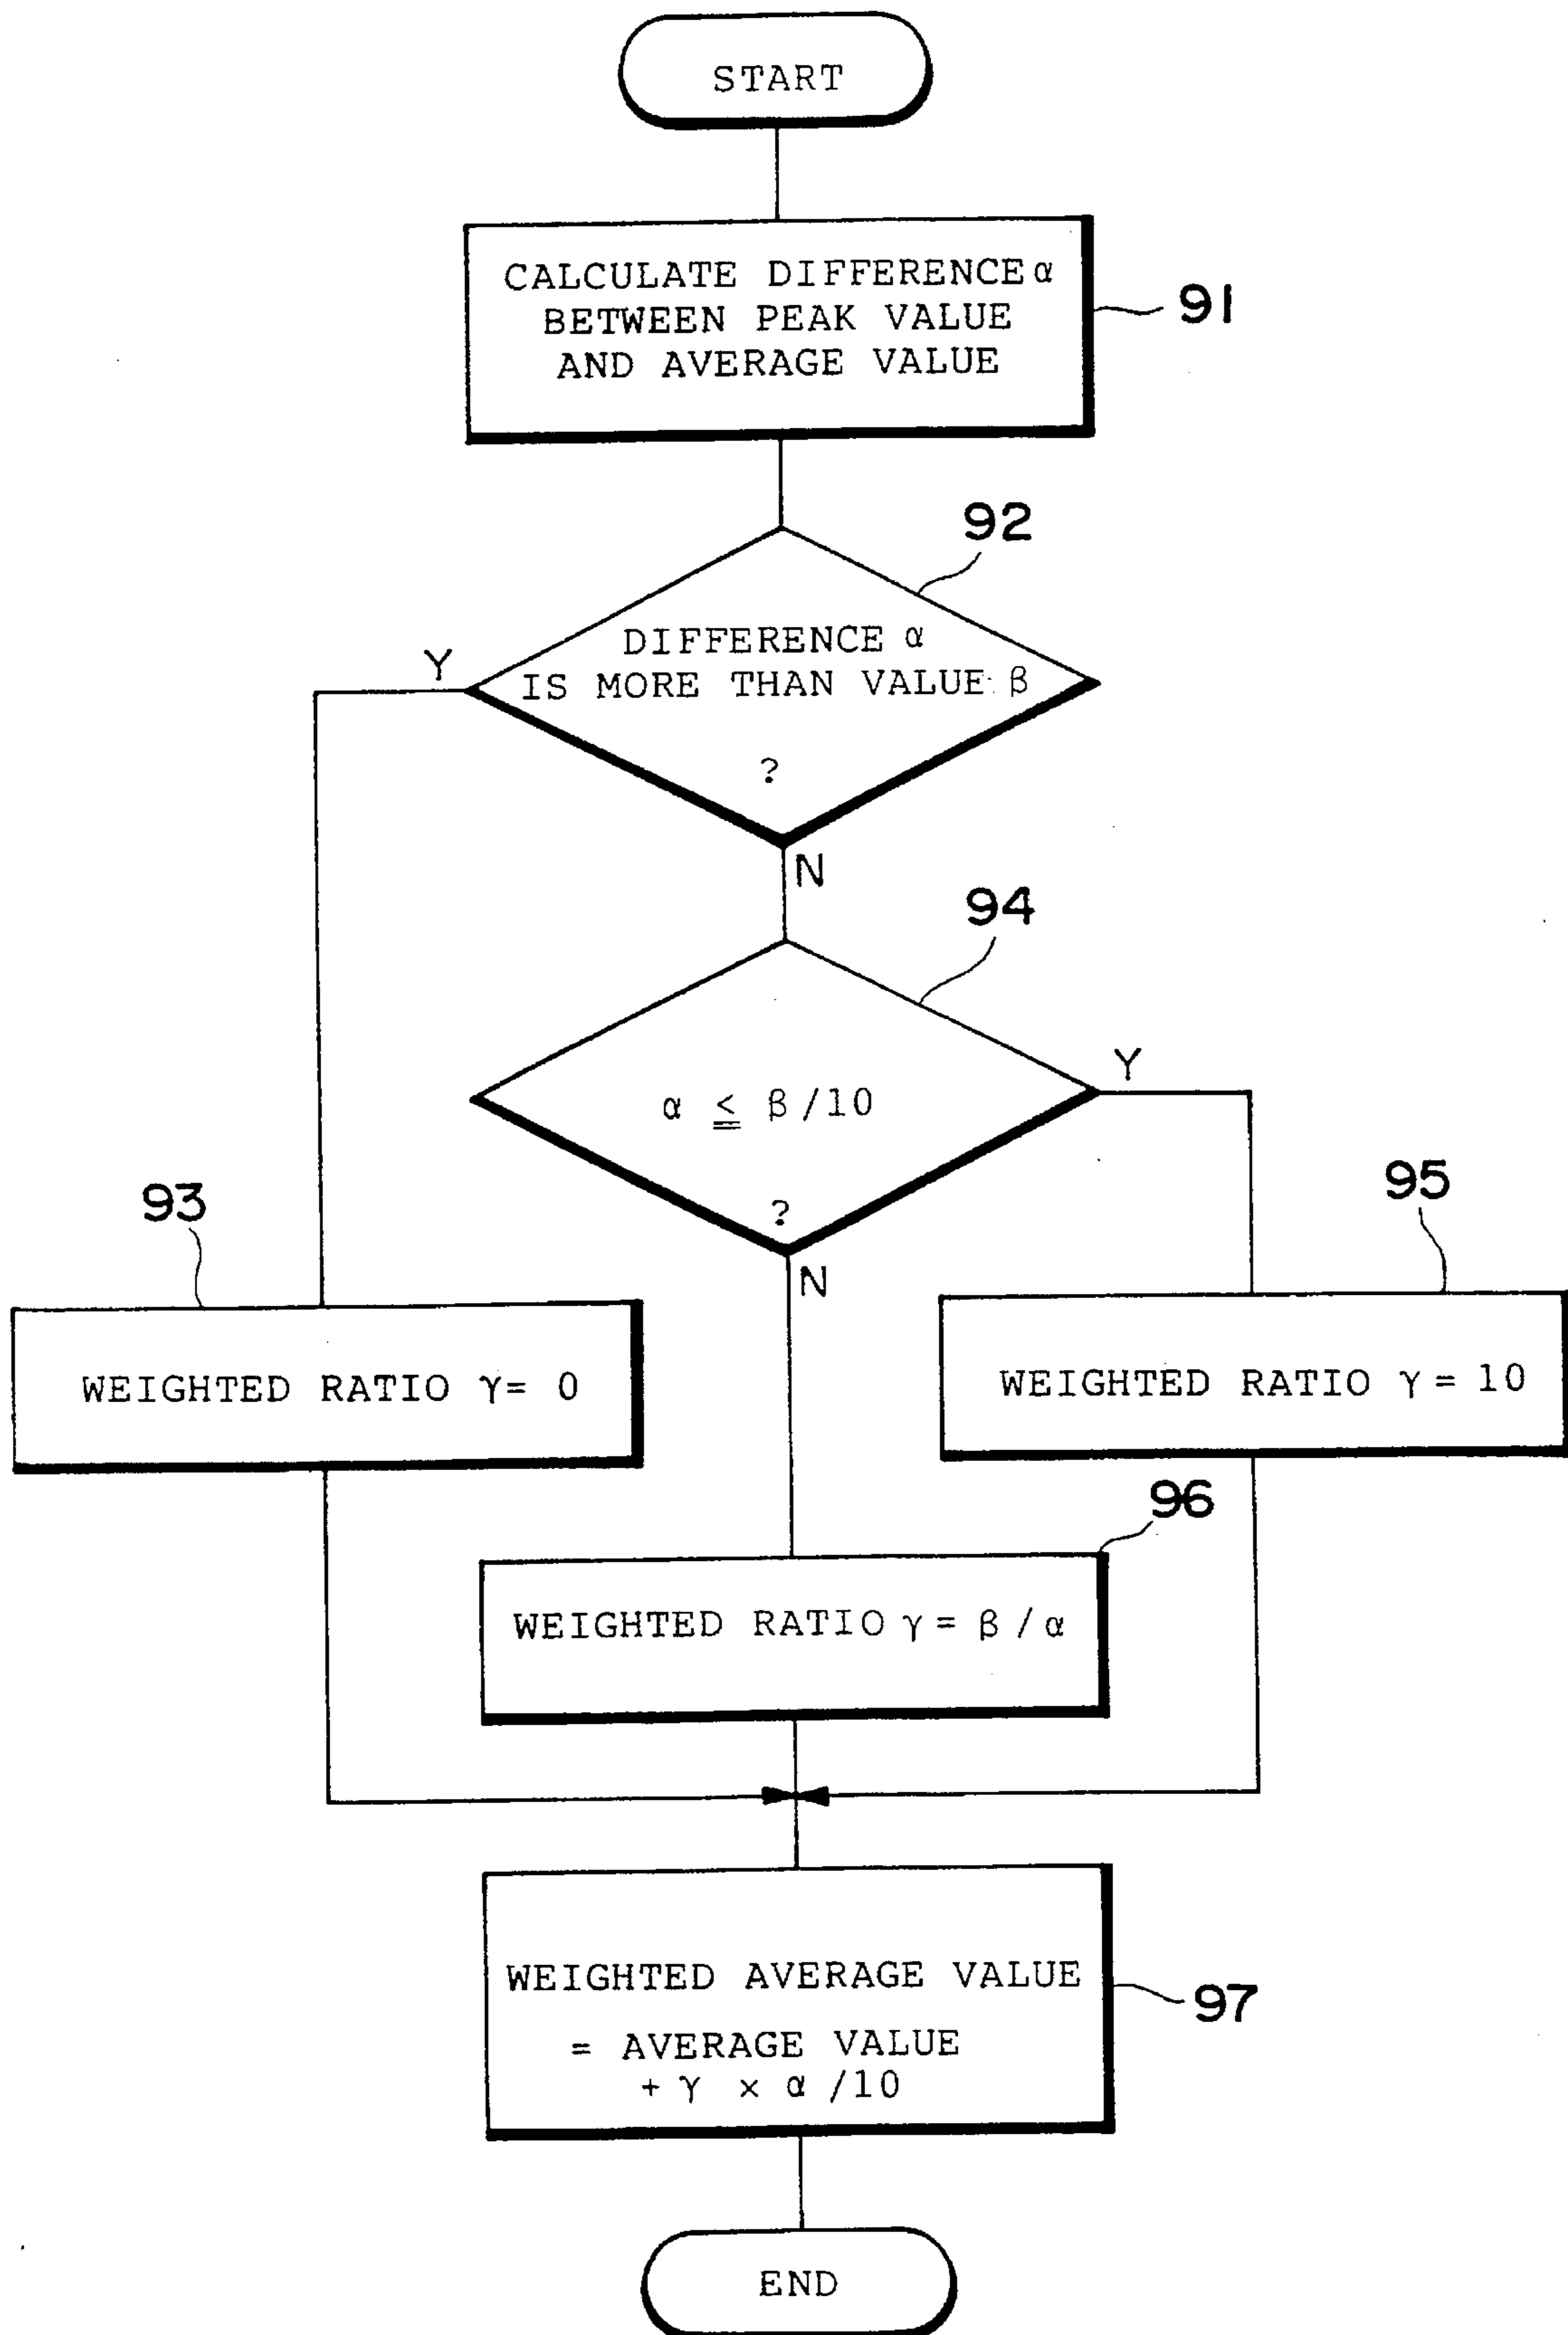 START
CALCULATE DIFFERENCE α
BETWEEN PEAK VALUE
AND AVERAGE VALUE
91
92
DIFFERENCE α
IS MORE THAN VALUE β
?
Y
N
94
α ≦ β/10
?
Y
N
93
WEIGHTED RATIO γ= 0
95
WEIGHTED RATIO γ = 10
96
WEIGHTED RATIO γ = β / α
WEIGHTED AVERAGE VALUE
= AVERAGE VALUE
+ γ × α /10
97
END